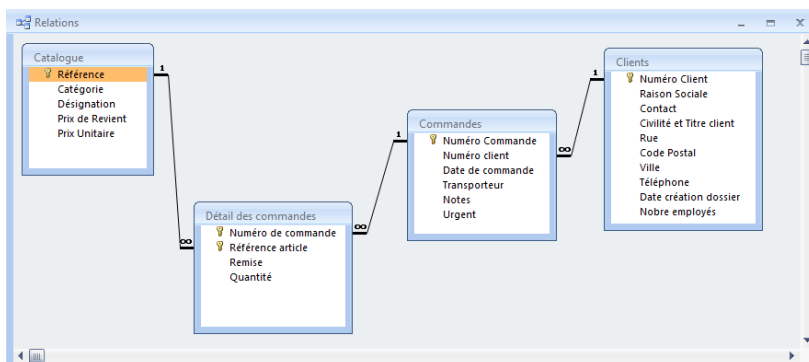 Relations
Catalogue
Référence
Catégorie
Désignation
Prix de Revient
Prix Unitaire
1
∞
Détail des commandes
Numéro de commande
Référence article
Remise
Quantité
∞
1
Commandes
Numéro Commande
Numéro client
Date de commande
Transporteur
Notes
Urgent
∞
1
Clients
Numéro Client
Raison Sociale
Contact
Civilité et Titre client
Rue
Code Postal
Ville
Téléphone
Date création dossier
Nobre employés